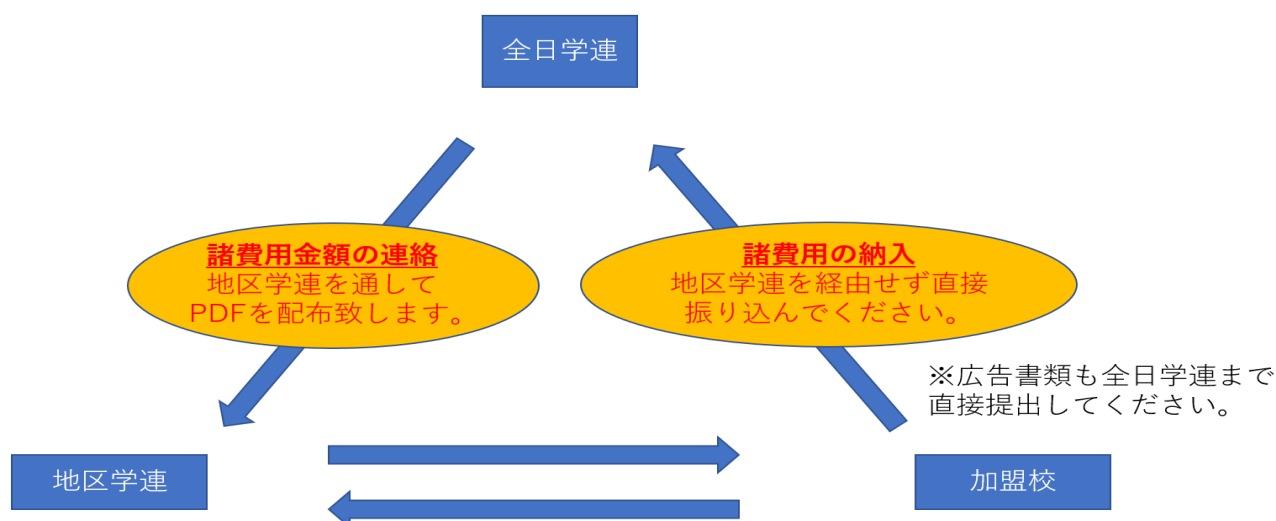 全日学連
諸費用金額の連絡
地区学連を通して
PDFを配布致します。
諸費用の納入
地区学連を経由せず直接
振り込んでください。
※広告書類も全日学連まで
直接提出してください。
地区学連
加盟校